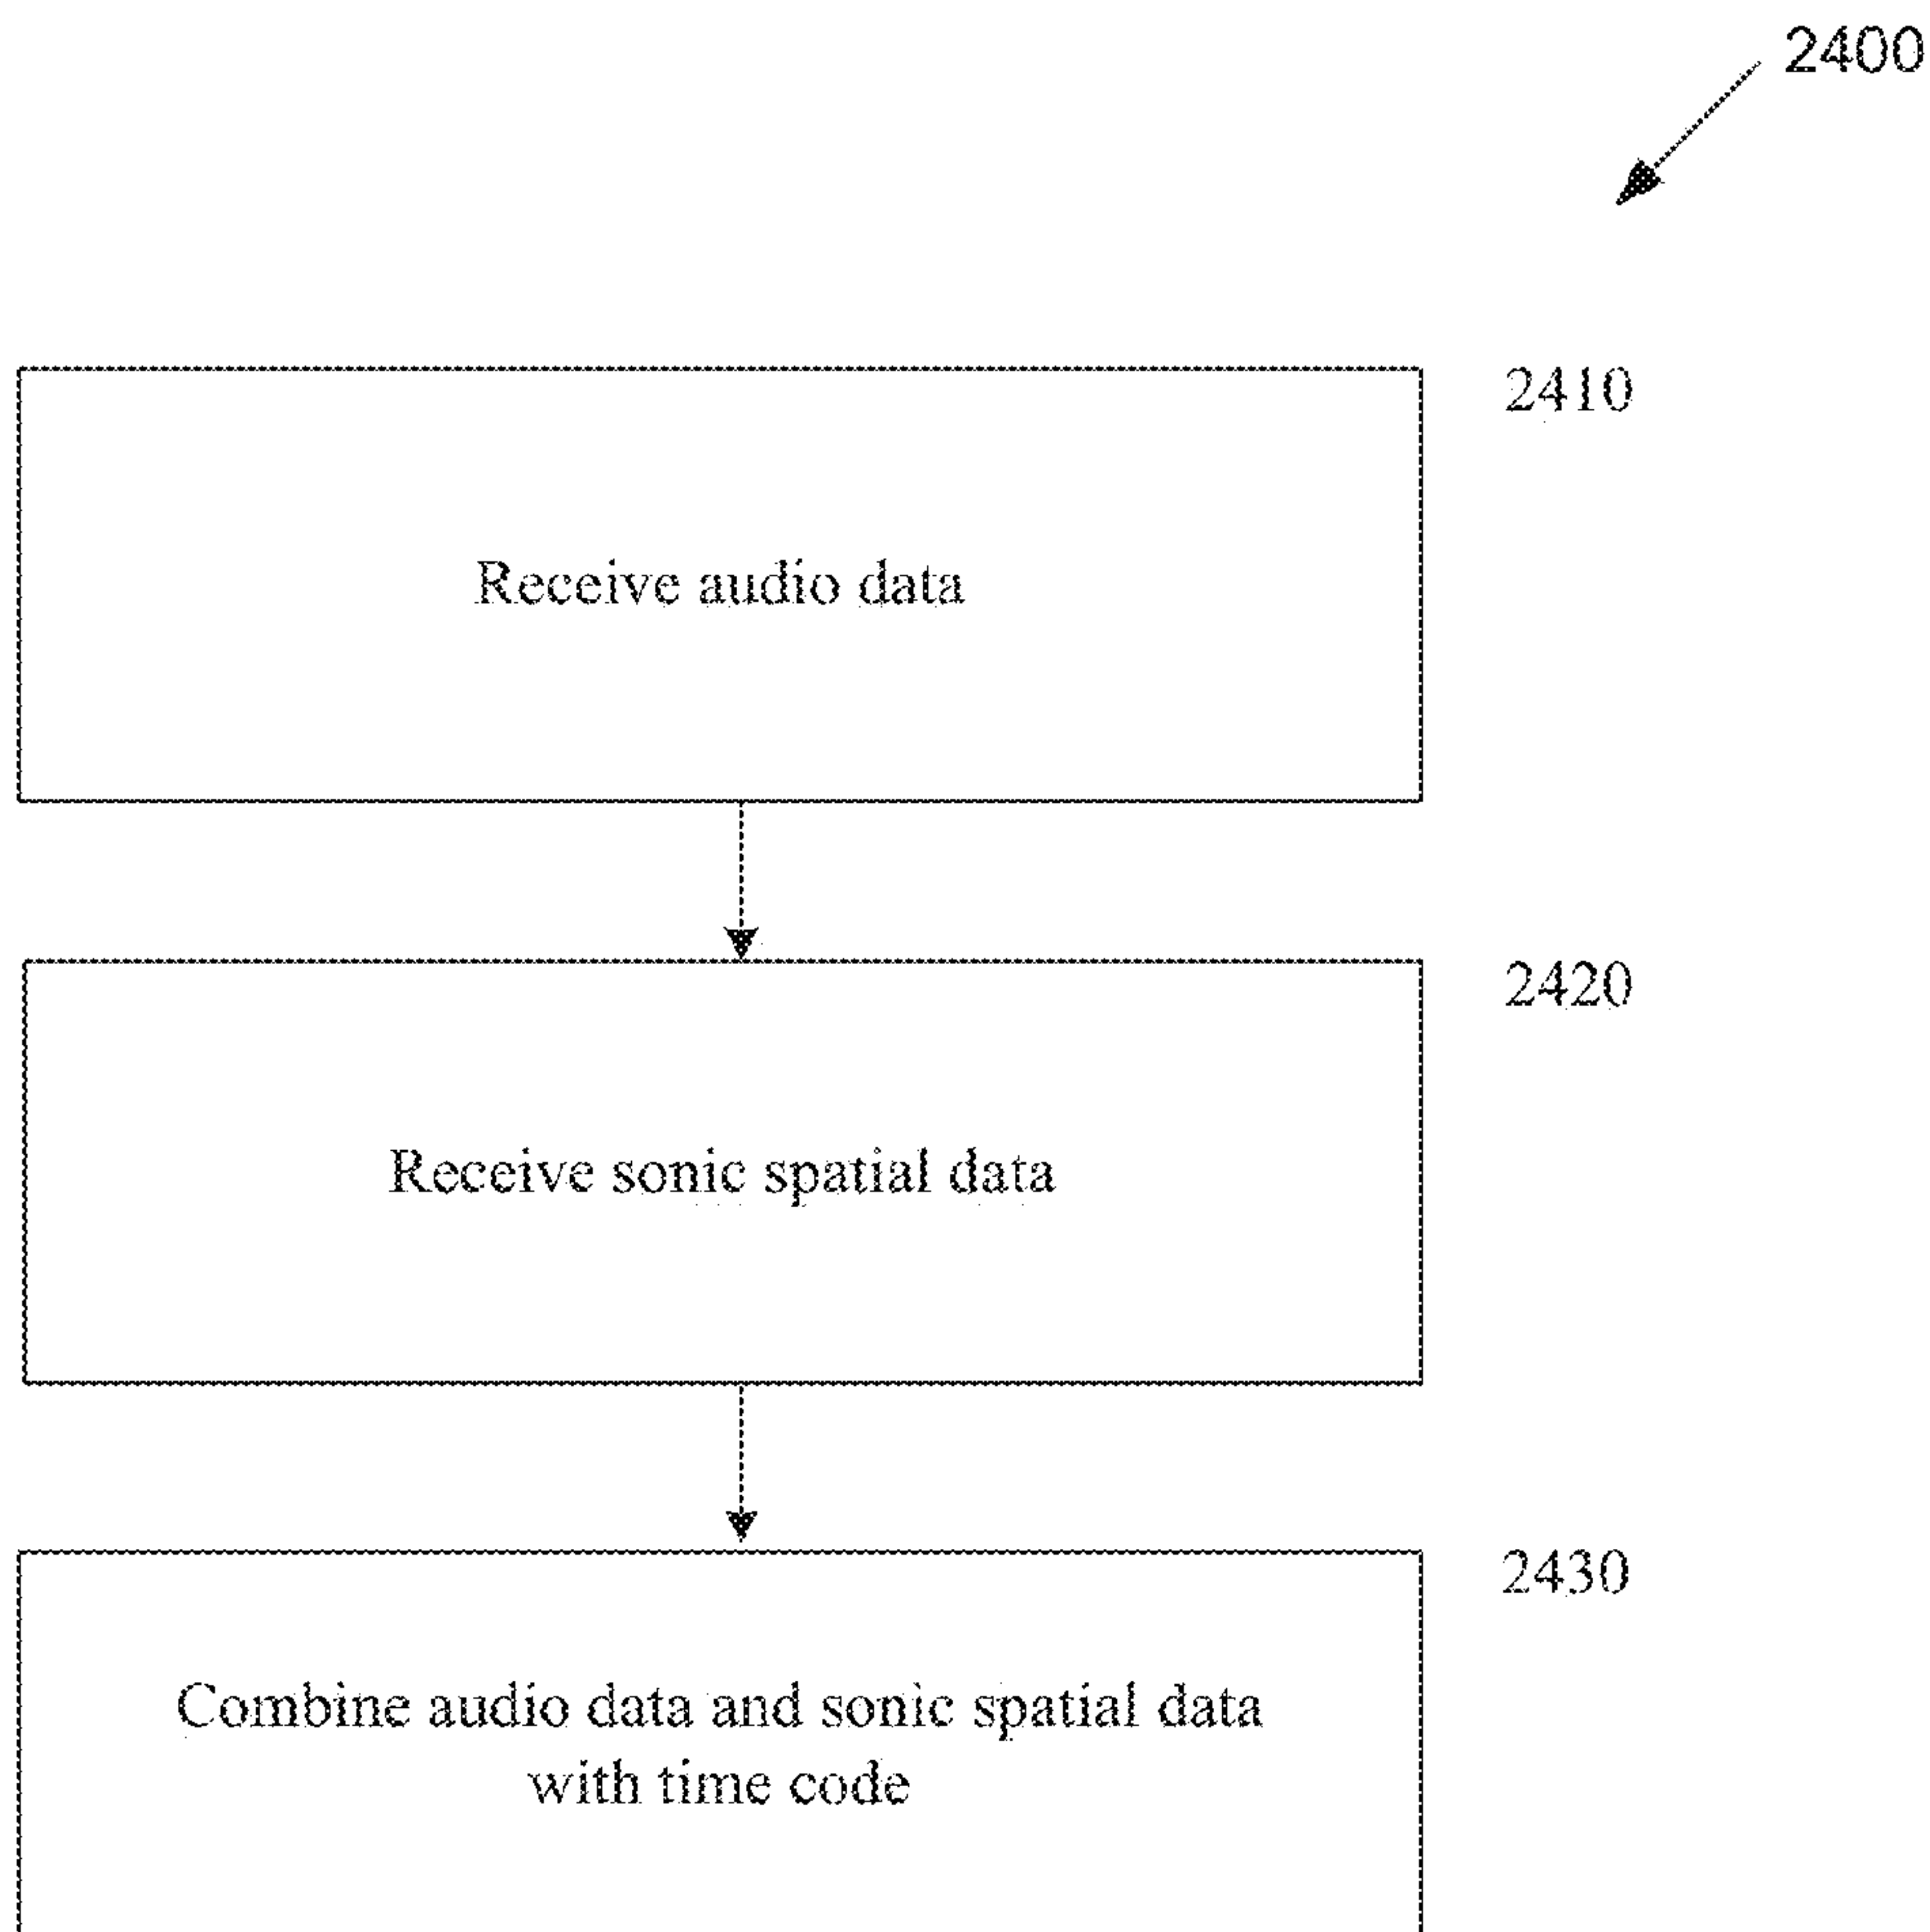 2400
2410
Receive audio data
2420
Receive sonic spatial data
2430
Combine audio data and sonic spatial data
with time code